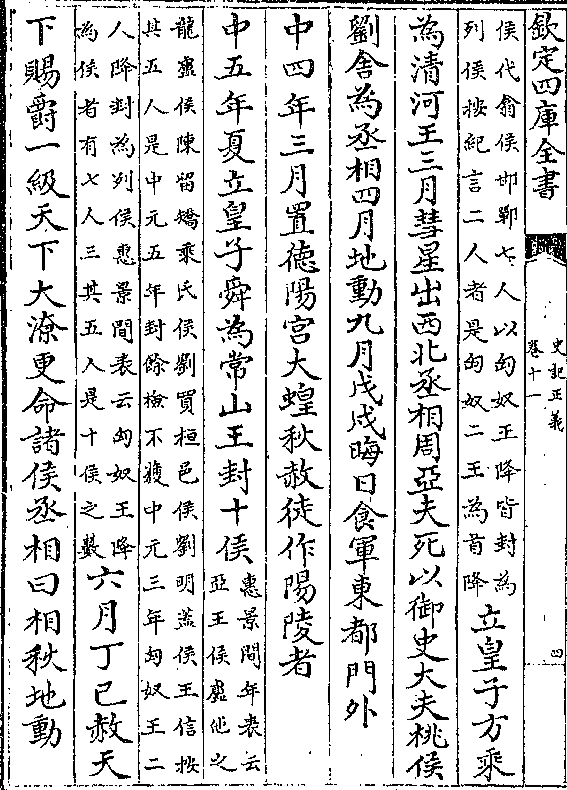 欽定四庫全書
史記正義
卷十一
四
侯代翕侯邯鄲七人以匈奴王降皆封為
列侯按紀言二人者是匈奴二王為首降
立皇子方乘
為清河王三月彗星出西北丞相周亞夫死以御史大夫桃侯
劉舍為丞相四月地動九月戊戌晦日食軍東都門外
中四年三月置德陽宮大蝗秋赦徒作陽陵者
中五年夏立皇子舜為常山王封十侯
惠景間年表云
亞王侯盧他之
龍盧侯陳留矯乘氏侯劉買桓邑侯劉明蓋侯王信按
其五人是中元五年封餘檢不獲中元三年匈奴王二
人降封為列侯惠景間表云匈奴王降
為侯者有七人三其五人是十侯之數
六月丁巳赦天
下賜爵一級天下大潦更命諸侯丞相曰相秋地動